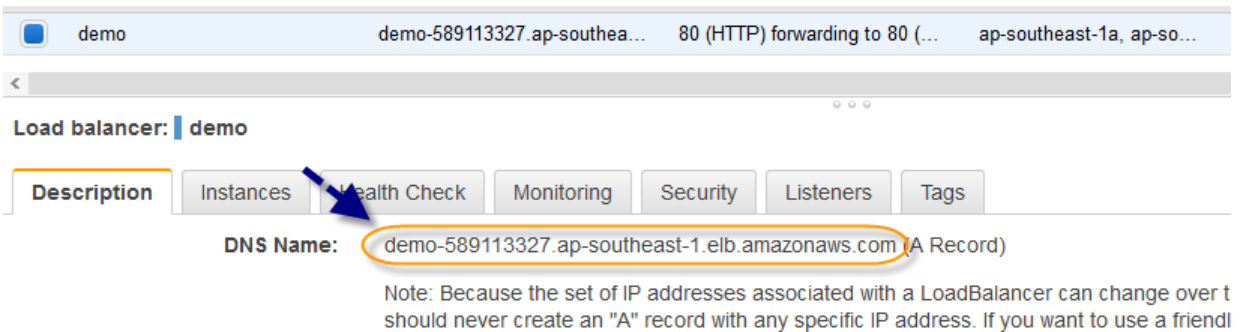 demo demo-589113327.ap-southea... 80 (HTTP) forwarding to 80 (... ap-southeast-1a, ap-so...
Load balancer: demo
Description Instances Health Check Monitoring Security Listeners Tags
DNS Name: demo-589113327.ap-southeast-1.elb.amazonaws.com (A Record)
Note: Because the set of IP addresses associated with a LoadBalancer can change over t
should never create an "A" record with any specific IP address. If you want to use a friendl